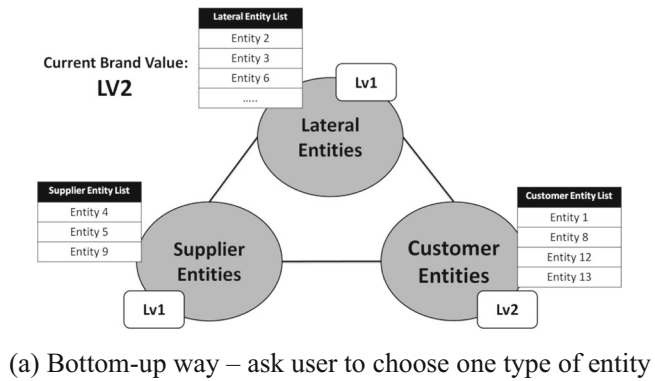 Lateral Entity List
Entity 2
Entity 3
Entity 6
.....
Current Brand Value:
LV2
Lv1
Lateral
Entities
Supplier Entity List
Entity 4
Entity 5
Entity 9
Supplier
Entities
Lv1
Customer Entity List
Entity 1
Entity 8
Entity 12
Entity 13
Customer
Entities
Lv2
(a) Bottom-up way – ask user to choose one type of entity